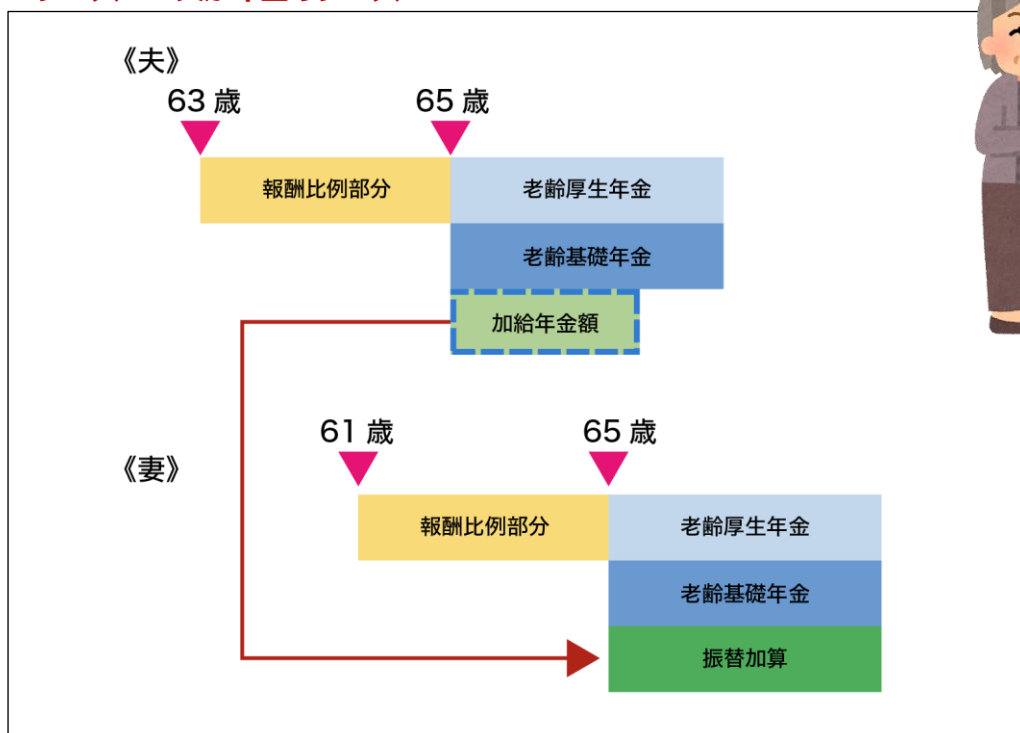 《夫》
63 歳
65 歳
報酬比例部分
老齢厚生年金
老齢基礎年金
加給年金額
61 歳
65 歳
《妻》
報酬比例部分
老齢厚生年金
老齢基礎年金
振替加算